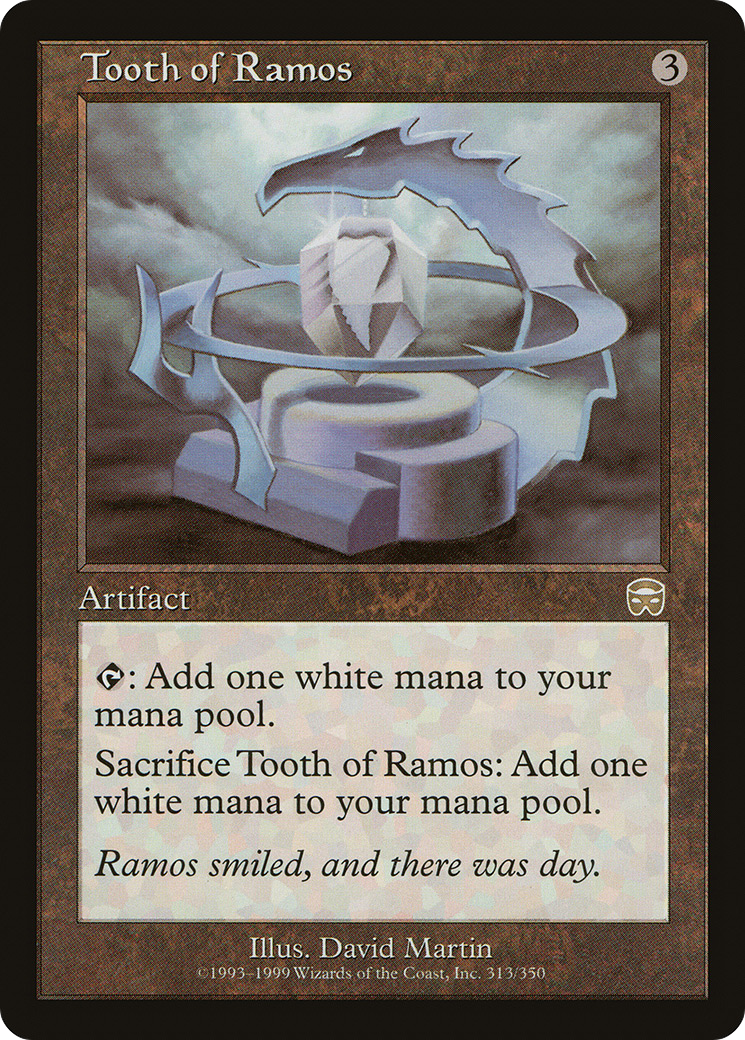 Tooth of Ramos
3
Artifact
: Add one white mana to your
mana pool.
Sacrifice Tooth of Ramos: Add one
white mana to your mana pool.
Ramos smiled, and there was day.
Illus. David Martin
©1993–1999 Wizards of the Coast, Inc. 313/350